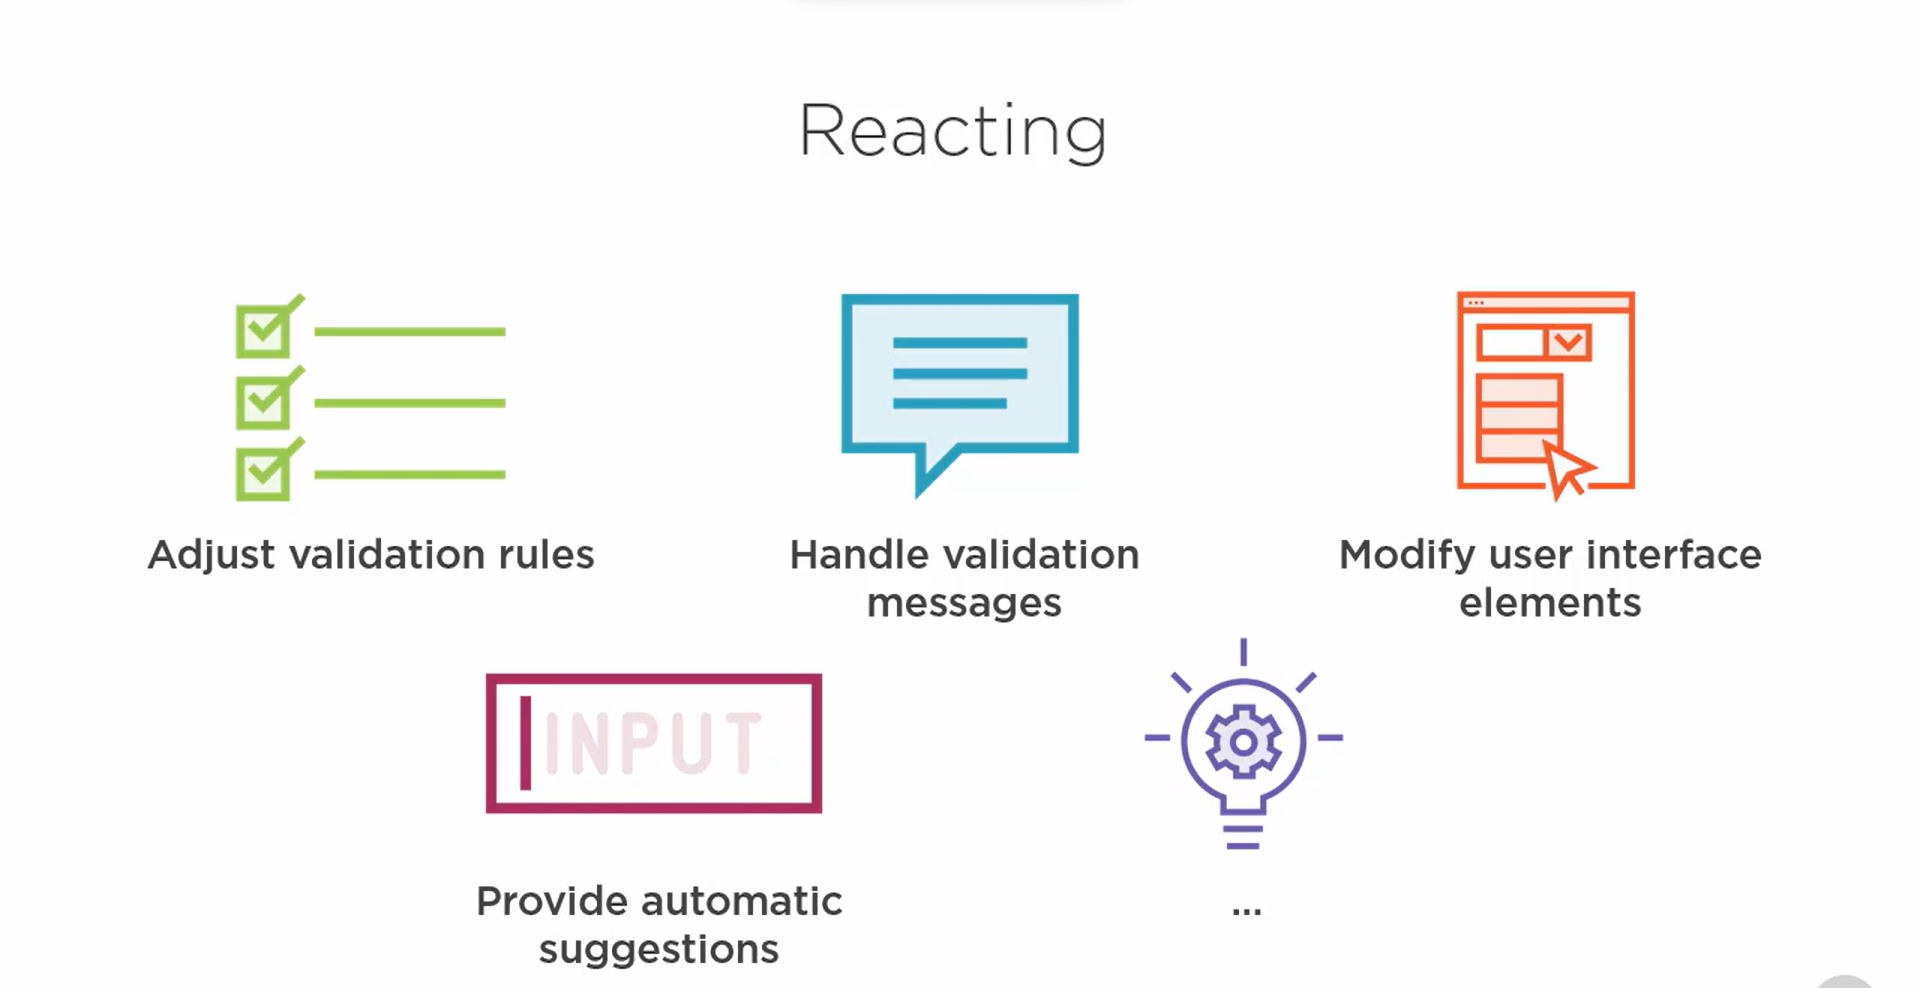 Reacting
Adjust validation rules
Handle validation
messages
Modify user interface
elements
INPUT
Provide automatic
suggestions
...